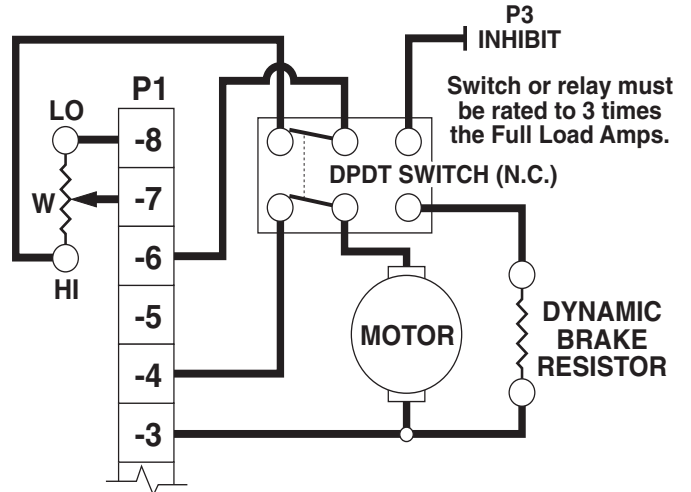 P3
INHIBIT
P1
LO
Switch or relay must
be rated to 3 times
the Full Load Amps.
-8
W
-7
DPDT SWITCH (N.C.)
-6
HI
-5
MOTOR
DYNAMIC
BRAKE
RESISTOR
-4
-3